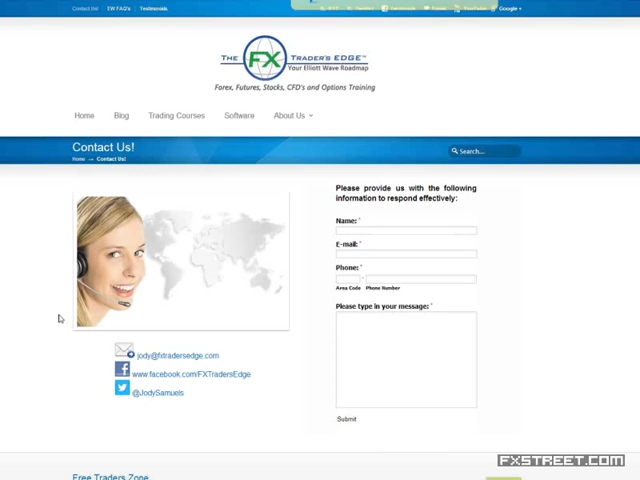 Contact Us! EW FAQ's Testimonials
Google
THE FX TRADER'S EDGE™
Your Elliott Wave Roadmap
Forex, Futures, Stocks, CFD's and Options Training
Home Blog Trading Courses Software About Us
Contact Us!
Home → Contact Us!
Search...
Please provide us with the following
information to respond effectively:
Name: *
E-mail: *
Phone: *
-
Area Code Phone Number
Please type in your message: *
jody@fxtradersedge.com
www.facebook.com/FXTradersEdge
@JodySamuels
Submit
FXSTREET.COM
Free Traders Zone